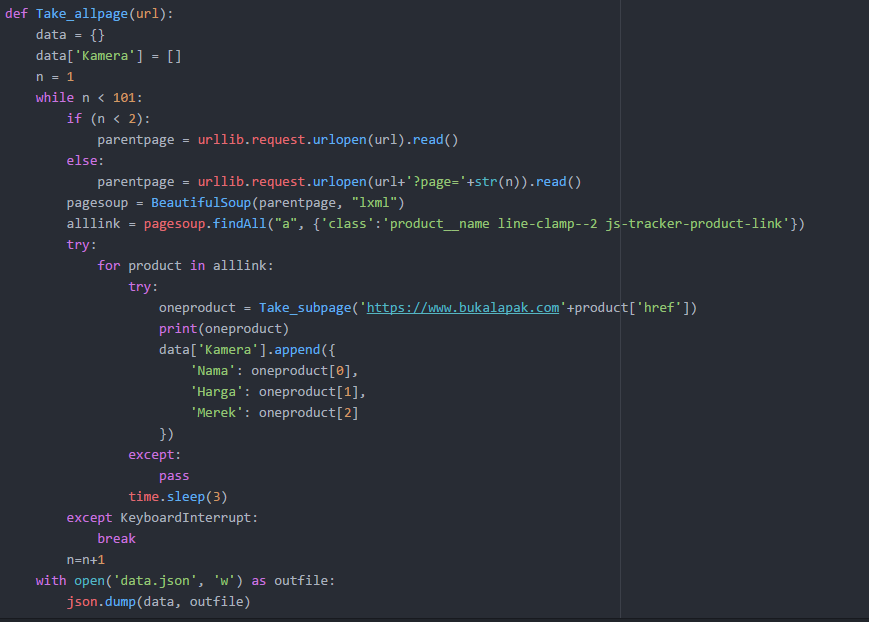 def Take_allpage(url):
    data = {}
    data['Kamera'] = []
    n = 1
    while n < 101:
        if (n < 2):
            parentpage = urllib.request.urlopen(url).read()
        else:
            parentpage = urllib.request.urlopen(url+'?page='+str(n)).read()
        pagesoup = BeautifulSoup(parentpage, "lxml")
        alllink = pagesoup.findAll("a", {'class':'product__name line-clamp--2 js-tracker-product-link'})
        try:
            for product in alllink:
                try:
                    oneproduct = Take_subpage('https://www.bukalapak.com'+product['href'])
                    print(oneproduct)
                    data['Kamera'].append({
                        'Nama': oneproduct[0],
                        'Harga': oneproduct[1],
                        'Merek': oneproduct[2]
                    })
                except:
                    pass
                time.sleep(3)
        except KeyboardInterrupt:
            break
        n=n+1
    with open('data.json', 'w') as outfile:
        json.dump(data, outfile)